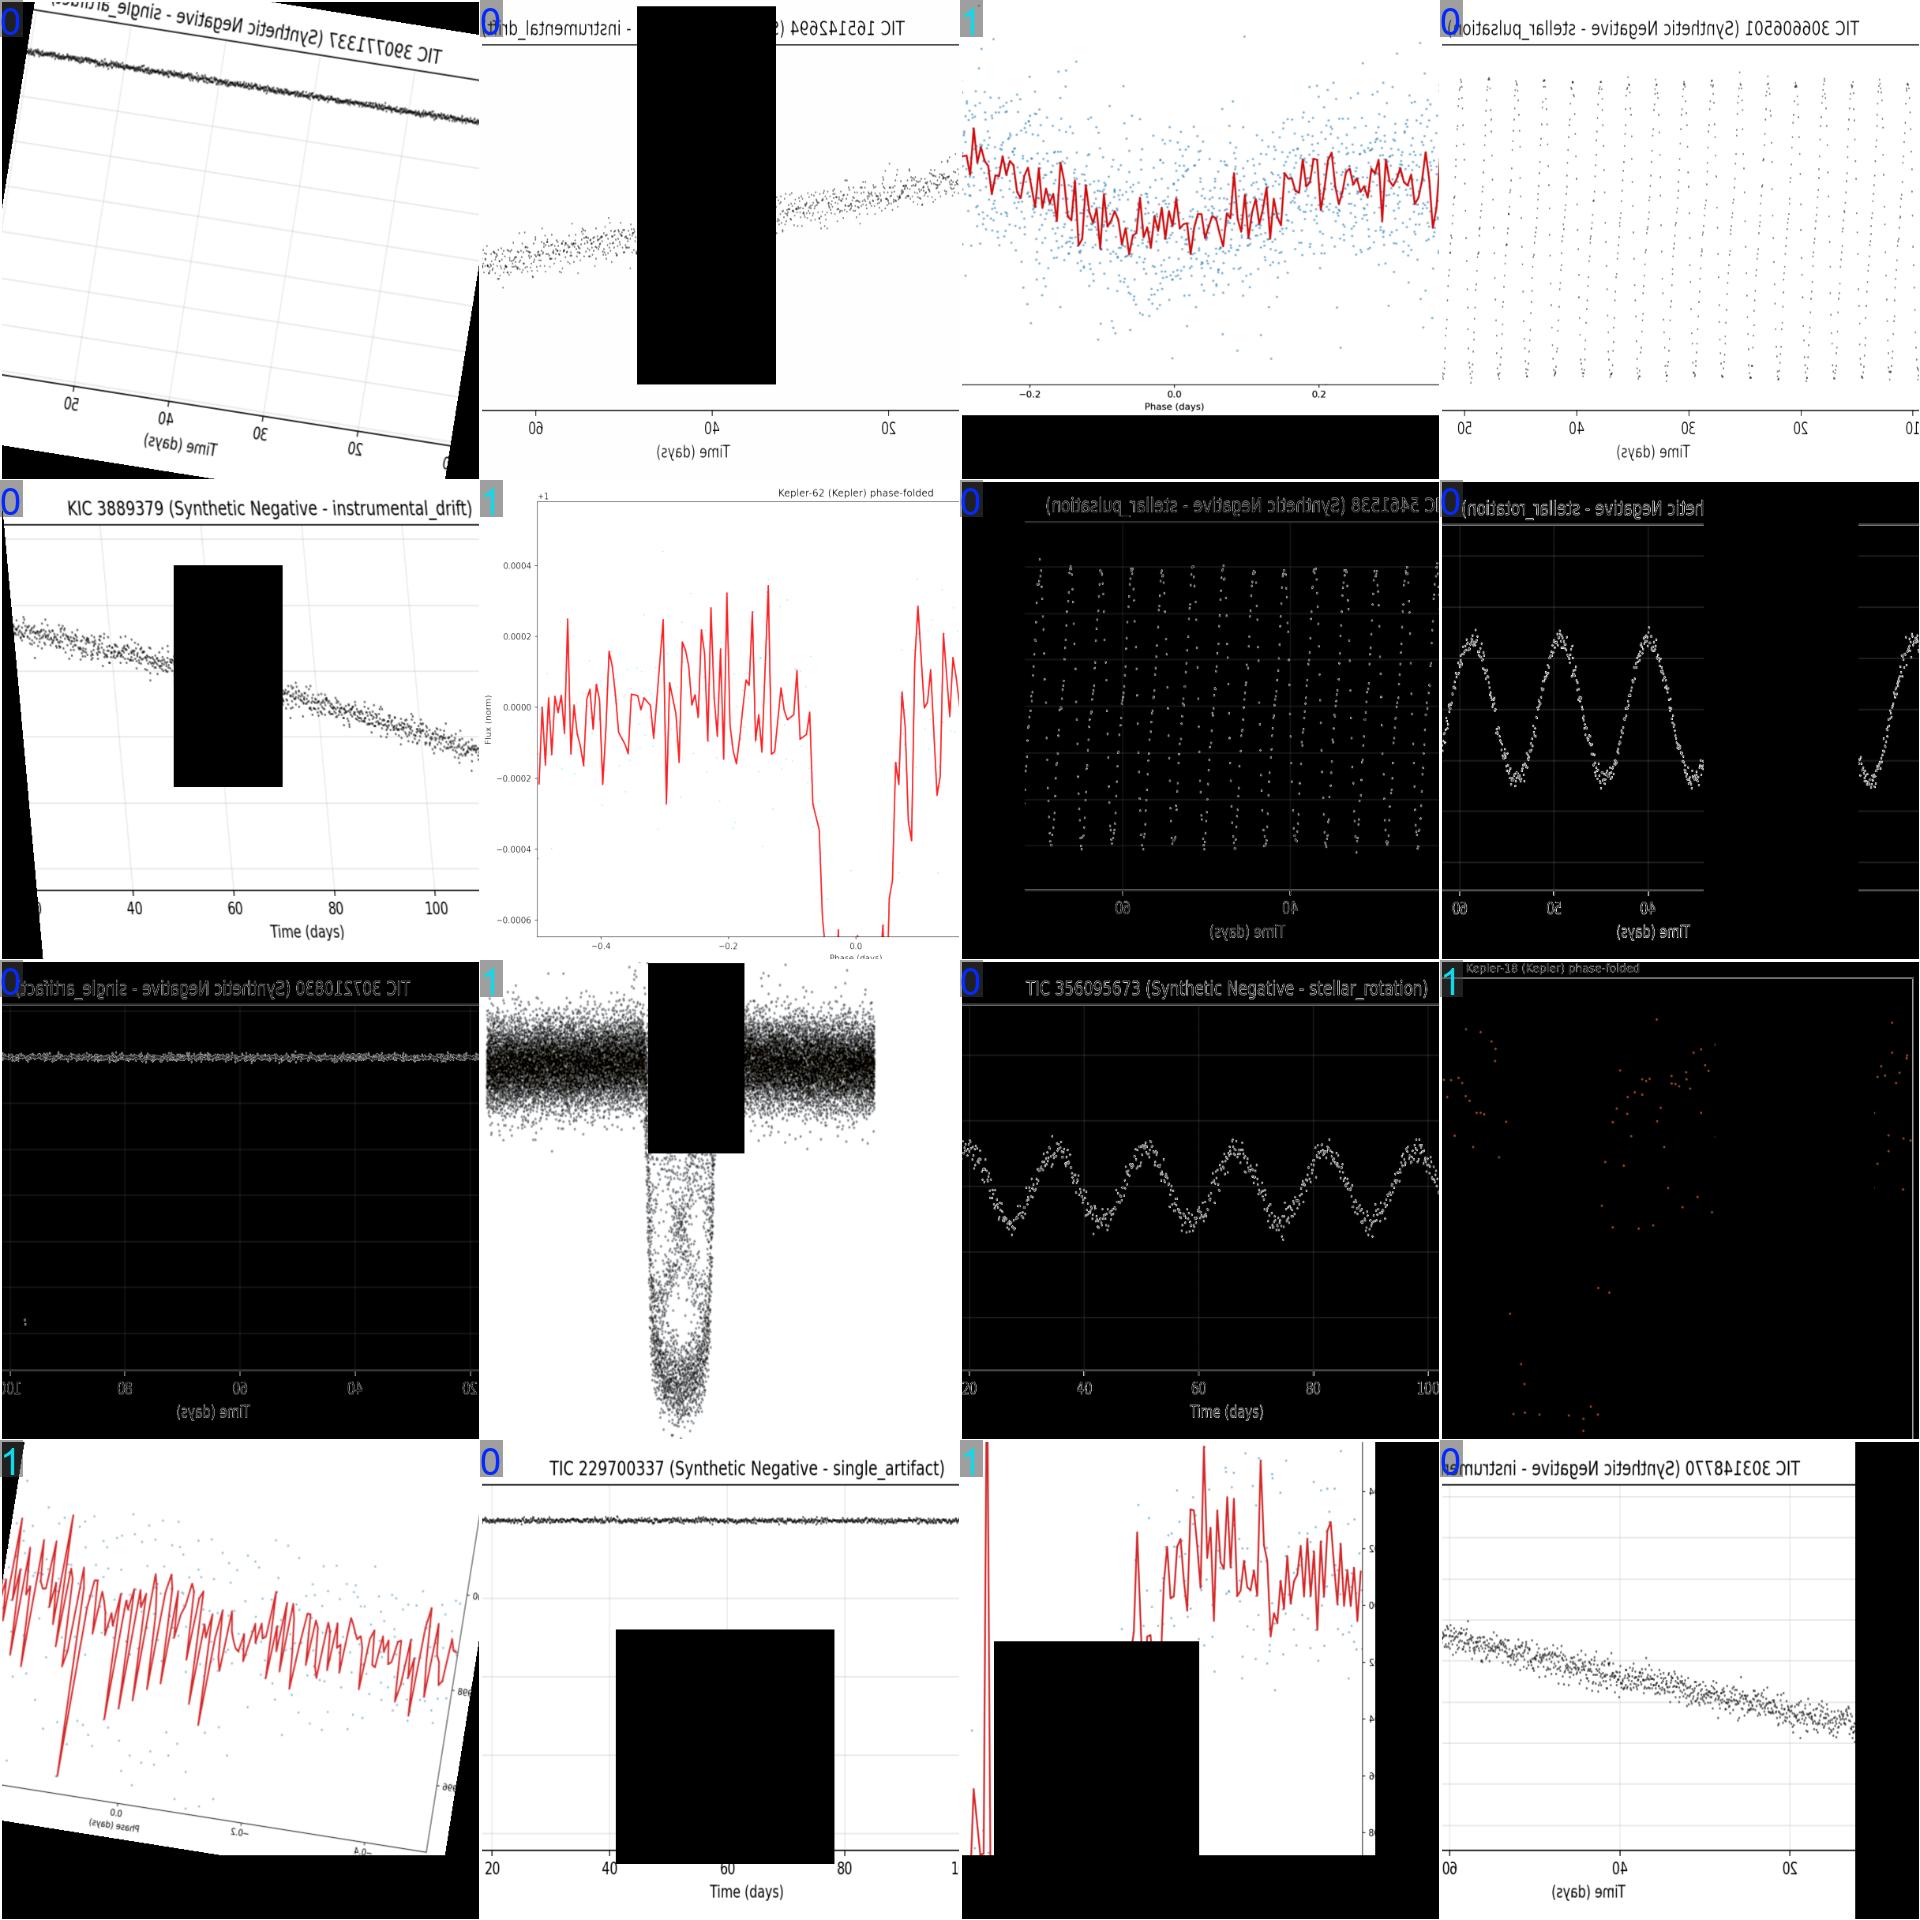 0
TIC 390771337 (Synthetic Negative - single_artifact)
50
40
30
20
Time (days)
0
TIC 165142694 - instrumental_drift
60
40
20
Time (days)
1
−0.2
0.0
0.2
Phase (days)
0
TIC 306606501 (Synthetic Negative - stellar_pulsation)
50
40
30
20
10
Time (days)
0
KIC 3889379 (Synthetic Negative - instrumental_drift)
40
60
80
100
Time (days)
1
+1
Kepler-62 (Kepler) phase-folded
0.0004
0.0002
0.0000
−0.0002
−0.0004
−0.0006
Flux (norm)
−0.4
−0.2
0.0
Phase (days)
0
IC 5461538 (Synthetic Negative - stellar_pulsation)
60
40
Time (days)
0
hetic Negative - stellar_rotation)
60
50
40
Time (days)
0
TIC 307210830 (Synthetic Negative - single_artifact)
100
80
60
40
20
Time (days)
1
0
TIC 356095673 (Synthetic Negative - stellar_rotation)
20
40
60
80
100
Time (days)
1
Kepler-18 (Kepler) phase-folded
1
0.0
−0.2
−0.4
Phase (days)
0
TIC 229700337 (Synthetic Negative - single_artifact)
20
40
60
80
Time (days)
1
0
TIC 303148770 (Synthetic Negative - instrumen
60
40
20
Time (days)